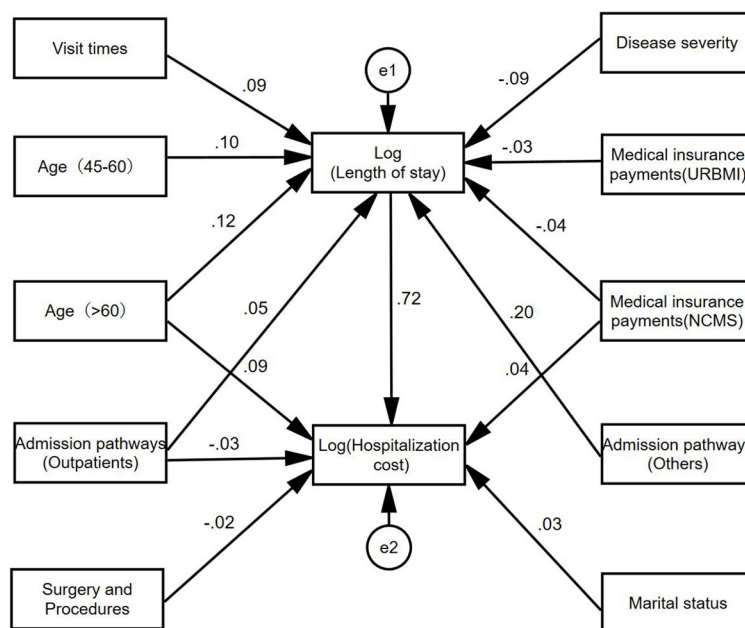 Visit times
Disease severity
e1
.09
-.09
Age（45-60）
.10
Log
(Length of stay)
-.03
Medical insurance
payments(URBMI)
.12
-.04
Age（>60）
.05
.72
.20
Medical insurance
payments(NCMS)
.09
.04
Admission pathways
(Outpatients)
-.03
Log(Hospitalization
cost)
Admission pathway
(Others)
-.02
e2
.03
Surgery and
Procedures
Marital status